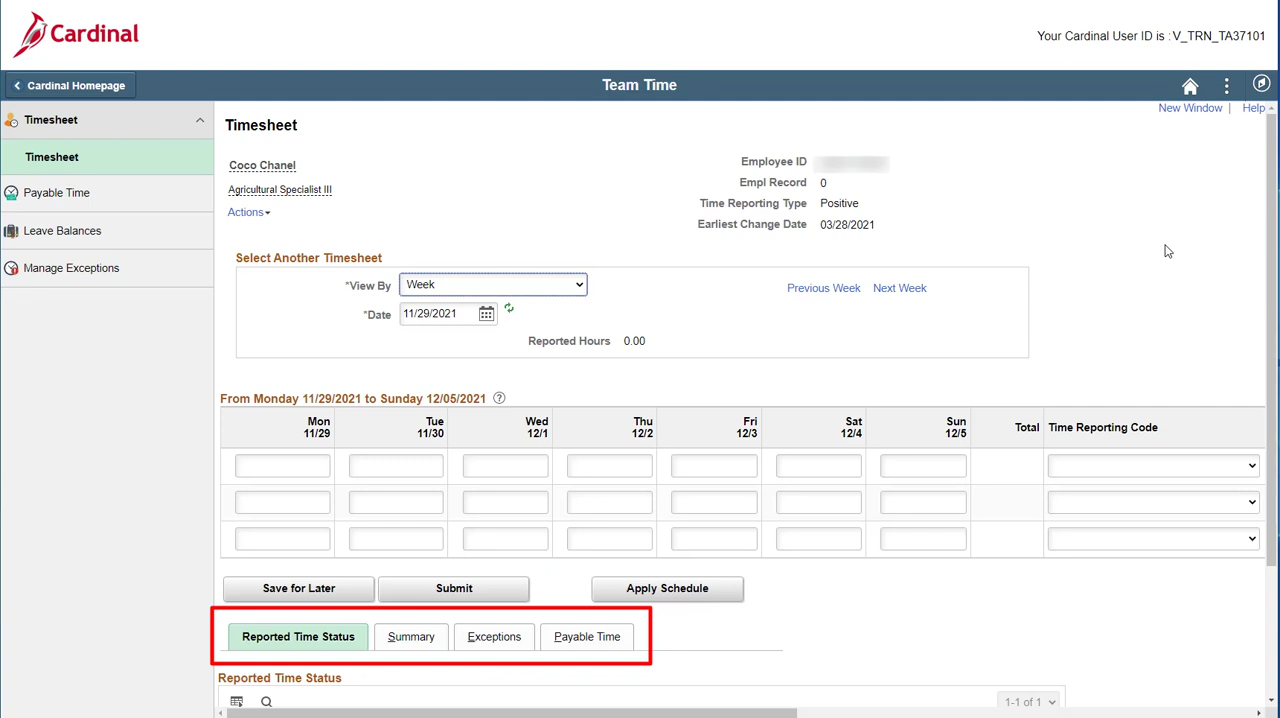 Cardinal
Your Cardinal User ID is :V_TRN_TA37101
Cardinal Homepage
Team Time
New Window | Help
Timesheet
Timesheet
Payable Time
Leave Balances
Manage Exceptions
Timesheet
Coco Chanel
Agricultural Specialist III
Actions
Employee ID
Empl Record 0
Time Reporting Type Positive
Earliest Change Date 03/28/2021
Select Another Timesheet
*View By Week
Previous Week Next Week
*Date 11/29/2021
Reported Hours 0.00
From Monday 11/29/2021 to Sunday 12/05/2021 ?
Mon Tue Wed Thu Fri Sat Sun Total Time Reporting Code
11/29 11/30 12/1 12/2 12/3 12/4 12/5
Save for Later Submit Apply Schedule
Reported Time Status Summary Exceptions Payable Time
Reported Time Status
1-1 of 1